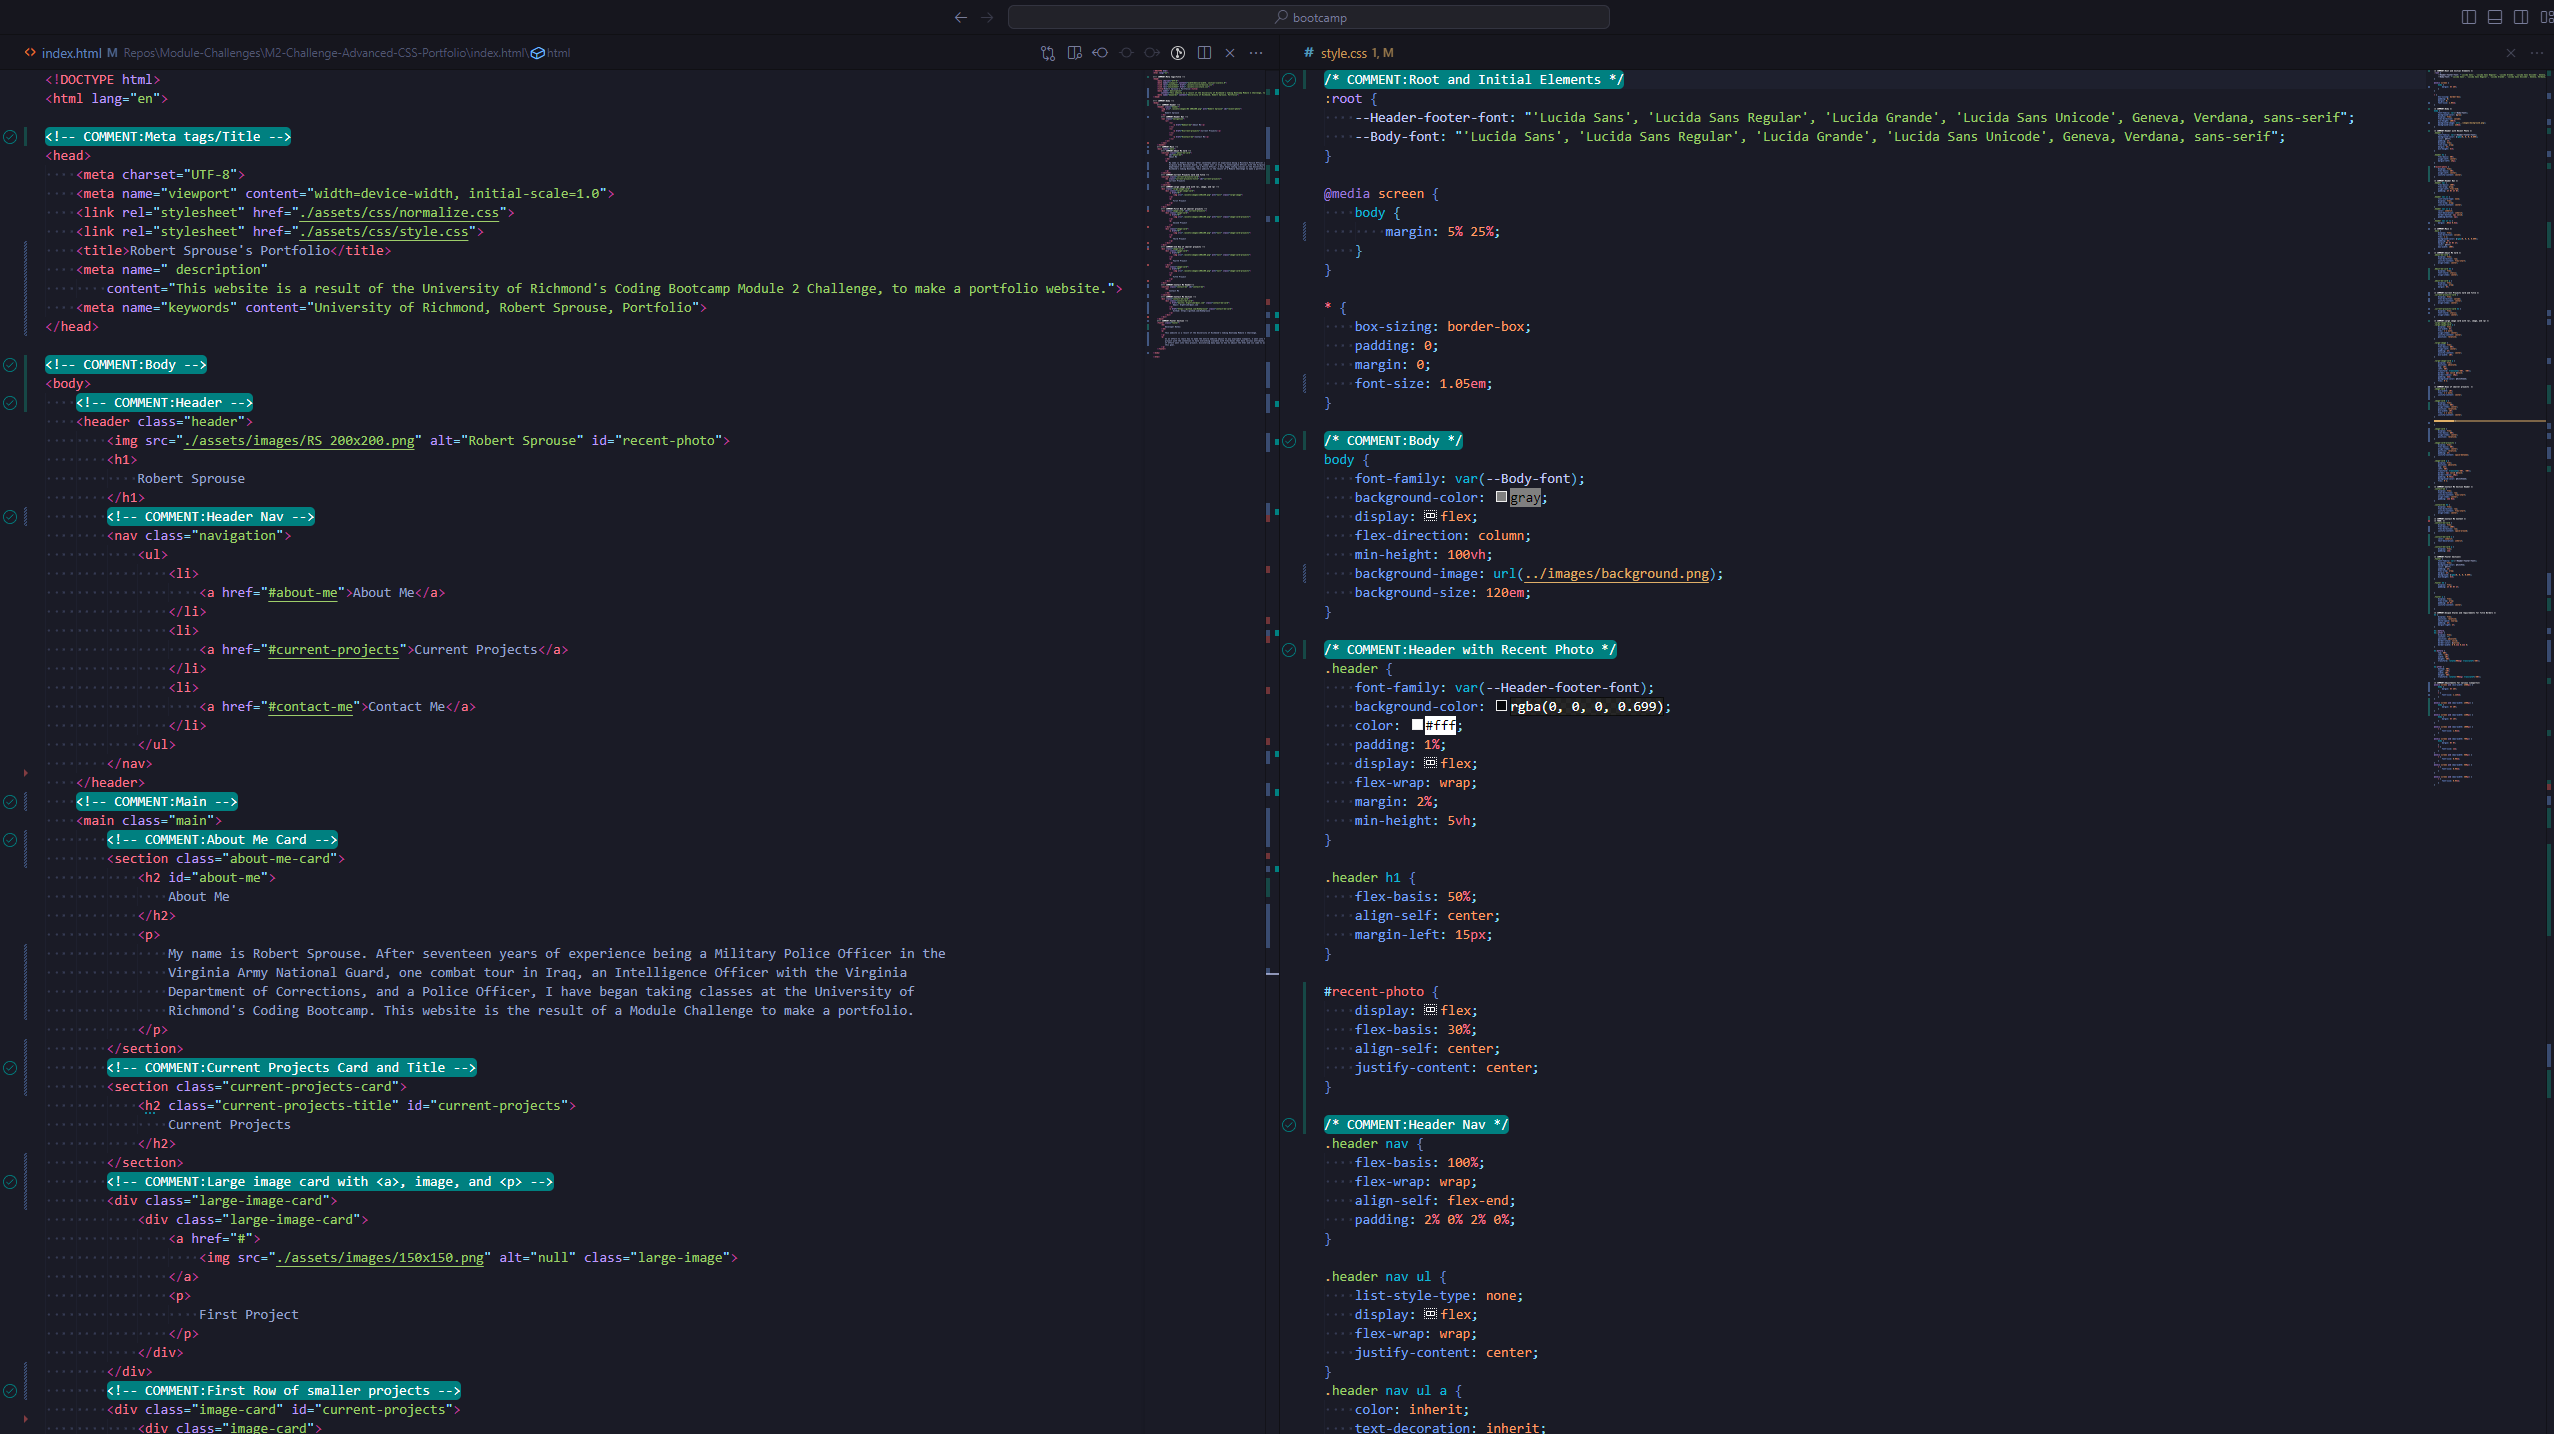 bootcamp
index.html M Repos\Module-Challenges\M2-Challenge-Advanced-CSS-Portfolio\index.html\html
<!DOCTYPE html>
<html lang="en">
<!-- COMMENT:Meta tags/Title -->
<head>
<meta charset="UTF-8">
<meta name="viewport" content="width=device-width, initial-scale=1.0">
<link rel="stylesheet" href="./assets/css/normalize.css">
<link rel="stylesheet" href="./assets/css/style.css">
<title>Robert Sprouse's Portfolio</title>
<meta name=" description"
content="This website is a result of the University of Richmond's Coding Bootcamp Module 2 Challenge, to make a portfolio website.">
<meta name="keywords" content="University of Richmond, Robert Sprouse, Portfolio">
</head>
<!-- COMMENT:Body -->
<body>
<!-- COMMENT:Header -->
<header class="header">
<img src="./assets/images/RS 200x200.png" alt="Robert Sprouse" id="recent-photo">
<h1>
Robert Sprouse
</h1>
<!-- COMMENT:Header Nav -->
<nav class="navigation">
<ul>
<li>
<a href="#about-me">About Me</a>
</li>
<li>
<a href="#current-projects">Current Projects</a>
</li>
<li>
<a href="#contact-me">Contact Me</a>
</li>
</ul>
</nav>
</header>
<!-- COMMENT:Main -->
<main class="main">
<!-- COMMENT:About Me Card -->
<section class="about-me-card">
<h2 id="about-me">
About Me
</h2>
<p>
My name is Robert Sprouse. After seventeen years of experience being a Military Police Officer in the
Virginia Army National Guard, one combat tour in Iraq, an Intelligence Officer with the Virginia
Department of Corrections, and a Police Officer, I have began taking classes at the University of
Richmond's Coding Bootcamp. This website is the result of a Module Challenge to make a portfolio.
</p>
</section>
<!-- COMMENT:Current Projects Card and Title -->
<section class="current-projects-card">
<h2 class="current-projects-title" id="current-projects">
Current Projects
</h2>
</section>
<!-- COMMENT:Large image card with <a>, image, and <p> -->
<div class="large-image-card">
<div class="large-image-card">
<a href="#">
<img src="./assets/images/150x150.png" alt="null" class="large-image">
</a>
<p>
First Project
</p>
</div>
</div>
<!-- COMMENT:First Row of smaller projects -->
<div class="image-card" id="current-projects">
<div class="image-card">
# style.css 1, M
/* COMMENT:Root and Initial Elements */
:root {
--Header-footer-font: "'Lucida Sans', 'Lucida Sans Regular', 'Lucida Grande', 'Lucida Sans Unicode', Geneva, Verdana, sans-serif";
--Body-font: "'Lucida Sans', 'Lucida Sans Regular', 'Lucida Grande', 'Lucida Sans Unicode', Geneva, Verdana, sans-serif";
}
@media screen {
body {
margin: 5% 25%;
}
}
* {
box-sizing: border-box;
padding: 0;
margin: 0;
font-size: 1.05em;
}
/* COMMENT:Body */
body {
font-family: var(--Body-font);
background-color: gray;
display: flex;
flex-direction: column;
min-height: 100vh;
background-image: url(../images/background.png);
background-size: 120em;
}
/* COMMENT:Header with Recent Photo */
.header {
font-family: var(--Header-footer-font);
background-color: rgba(0, 0, 0, 0.699);
color: #fff;
padding: 1%;
display: flex;
flex-wrap: wrap;
margin: 2%;
min-height: 5vh;
}
.header h1 {
flex-basis: 50%;
align-self: center;
margin-left: 15px;
}
#recent-photo {
display: flex;
flex-basis: 30%;
align-self: center;
justify-content: center;
}
/* COMMENT:Header Nav */
.header nav {
flex-basis: 100%;
flex-wrap: wrap;
align-self: flex-end;
padding: 2% 0% 2% 0%;
}
.header nav ul {
list-style-type: none;
display: flex;
flex-wrap: wrap;
justify-content: center;
}
.header nav ul a {
color: inherit;
text-decoration: inherit;